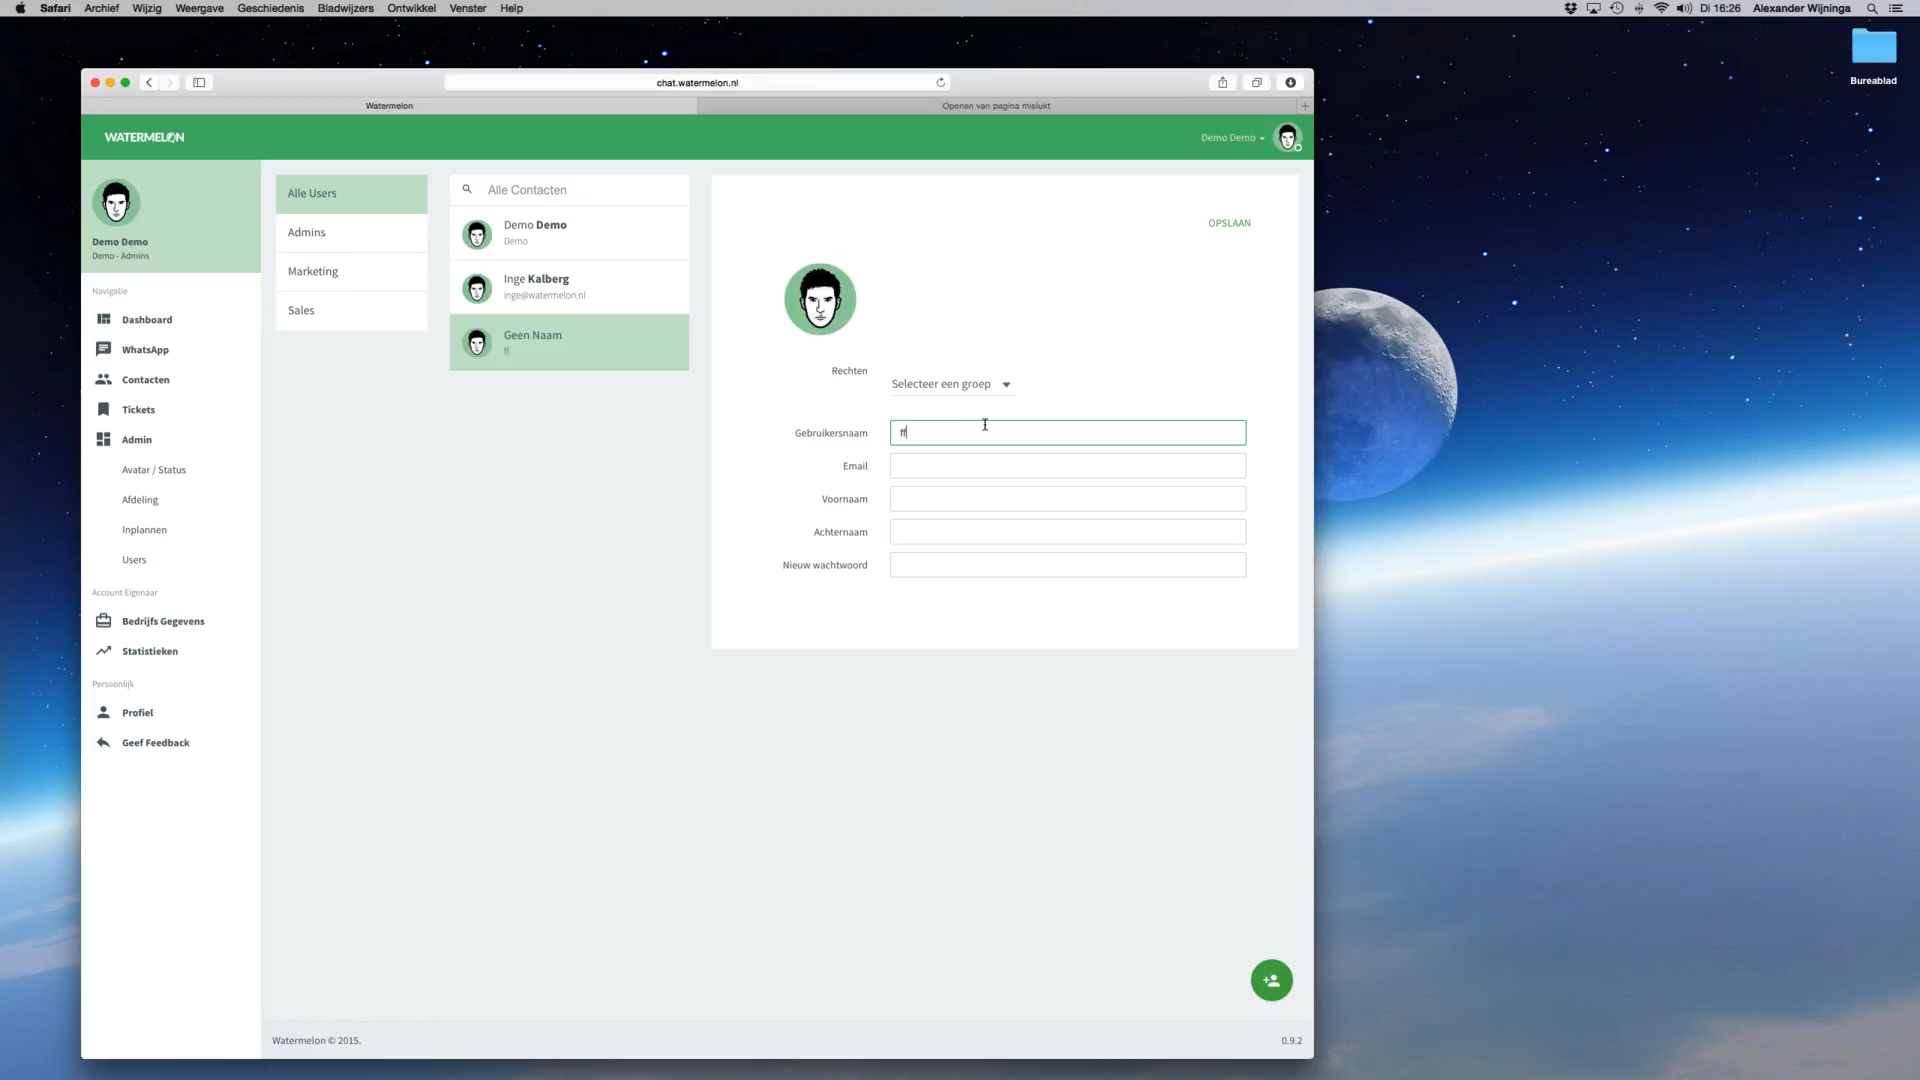 Safari Archief Wijzig Weergave Geschiedenis Bladwijzers Ontwikkel Venster Help
Di 16:26 Alexander Wijninga
Bureablad
chat.watermelon.nl
Watermelon
Openen van pagina mislukt
WATERMELON
Demo Demo
Demo Demo
Demo - Admins
Navigatie
Dashboard
WhatsApp
Contacten
Tickets
Admin
Avatar / Status
Afdeling
Inplannen
Users
Account Eigenaar
Bedrijfs Gegevens
Statistieken
Persoonlijk
Profiel
Geef Feedback
Alle Users
Admins
Marketing
Sales
Alle Contacten
Demo Demo
Demo
Inge Kalberg
inge@watermelon.nl
Geen Naam
ff
OPSLAAN
Rechten
Selecteer een groep
Gebruikersnaam
ff
Email
Voornaam
Achternaam
Nieuw wachtwoord
Watermelon © 2015.
0.9.2